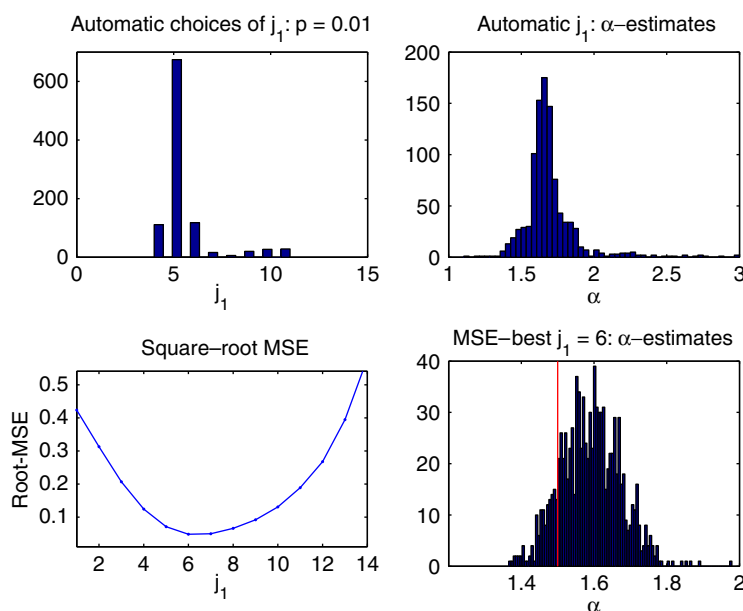 Automatic choices of j1: p = 0.01
600
400
200
0
0 5 10 15
j1
Automatic j1: α−estimates
200
150
100
50
0
1 1.5 2 2.5 3
α
Square−root MSE
Root-MSE
0.5
0.4
0.3
0.2
0.1
2 4 6 8 10 12 14
j1
MSE−best j1 = 6: α−estimates
40
30
20
10
0
1.4 1.6 1.8 2
α